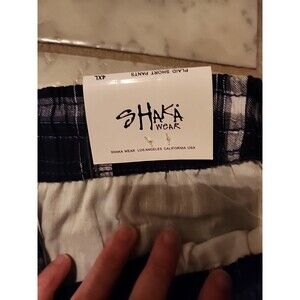 PLAID SHORT PANTS 4XL
SHAKA
WEAR
SHAKA WEAR LOS ANGELES CALIFORNIA USA